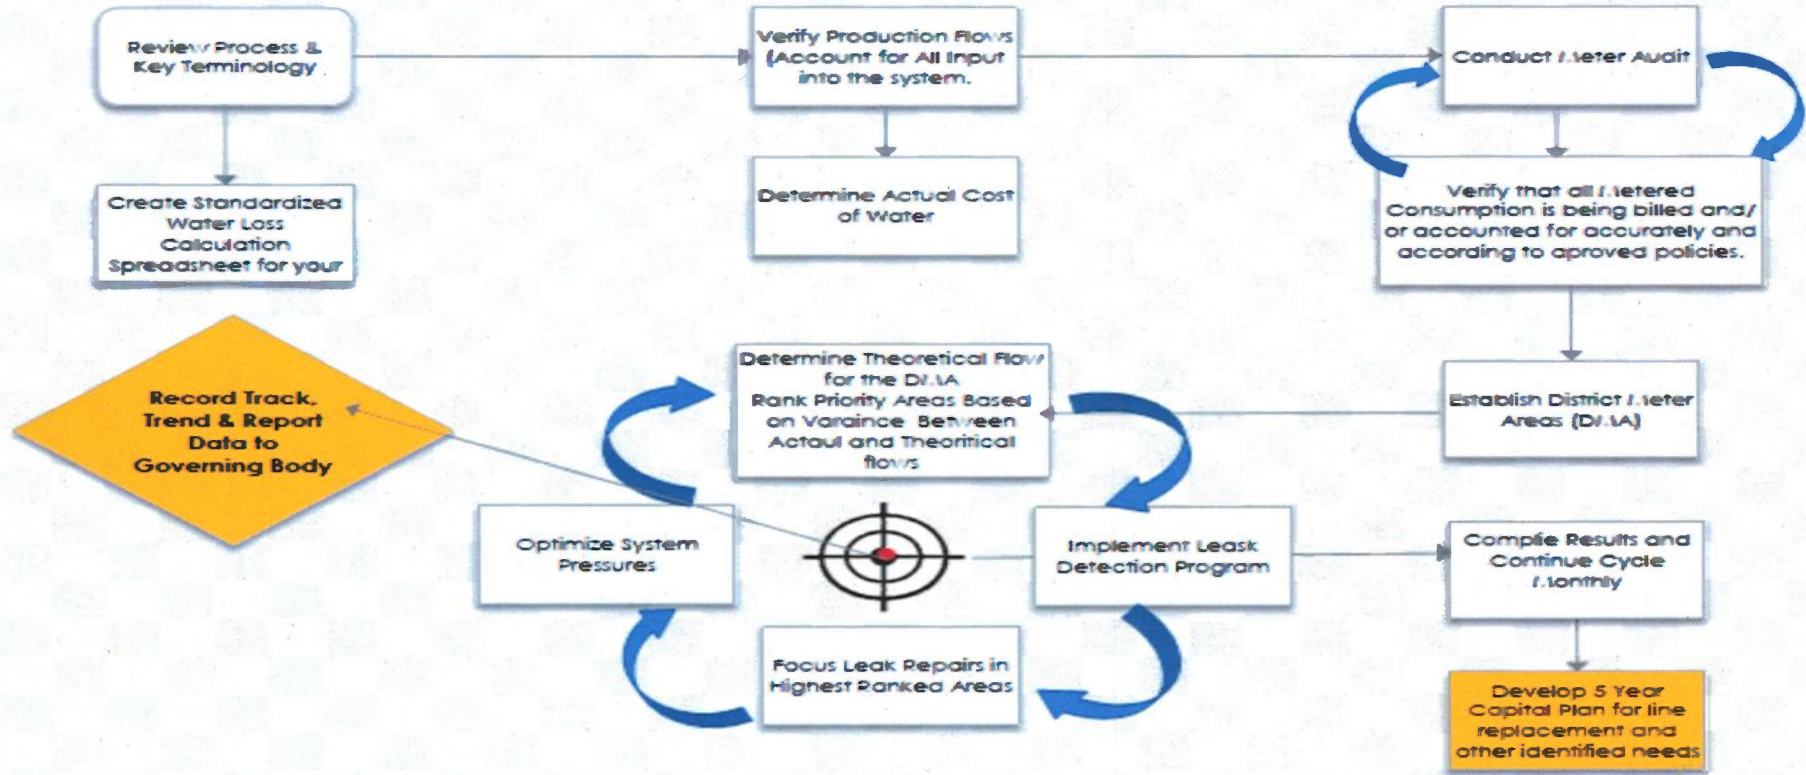 Review Process &
Key Terminology
Verify Production Flows
(Account for All Input
into the system.
Conduct Meter Audit
Create Standardized
Water Loss
Calculation
Spreadsheet for your
Determine Actual Cost
of Water
Verify that all Metered
Consumption is being billed and/
or accounted for accurately and
according to aproved policies.
Record Track,
Trend & Report
Data to
Governing Body
Determine Theoretical Flow
for the DMA
Rank Priority Areas Based
on Varaince Between
Actaul and Theoritical
flows
Establish District Meter
Areas (DMA)
Optimize System
Pressures
Implement Leask
Detection Program
Complie Results and
Continue Cycle
Monthly
Focus Leak Repairs in
Highest Ranked Areas
Develop 5 Year
Capital Plan for line
replacement and
other identified needs